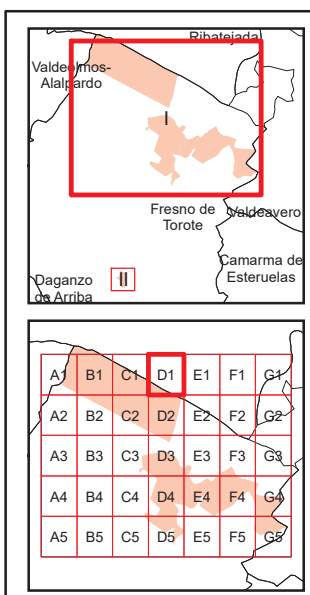 Ribatejada
Valdeolmos-
Alalpardo
I
Fresno de
Torote
Valdeavero
Camarma de
Esteruelas
II
Daganzo
de Arriba
A1 B1 C1 D1 E1 F1 G1
A2 B2 C2 D2 E2 F2 G2
A3 B3 C3 D3 E3 F3 G3
A4 B4 C4 D4 E4 F4 G4
A5 B5 C5 D5 E5 F5 G5